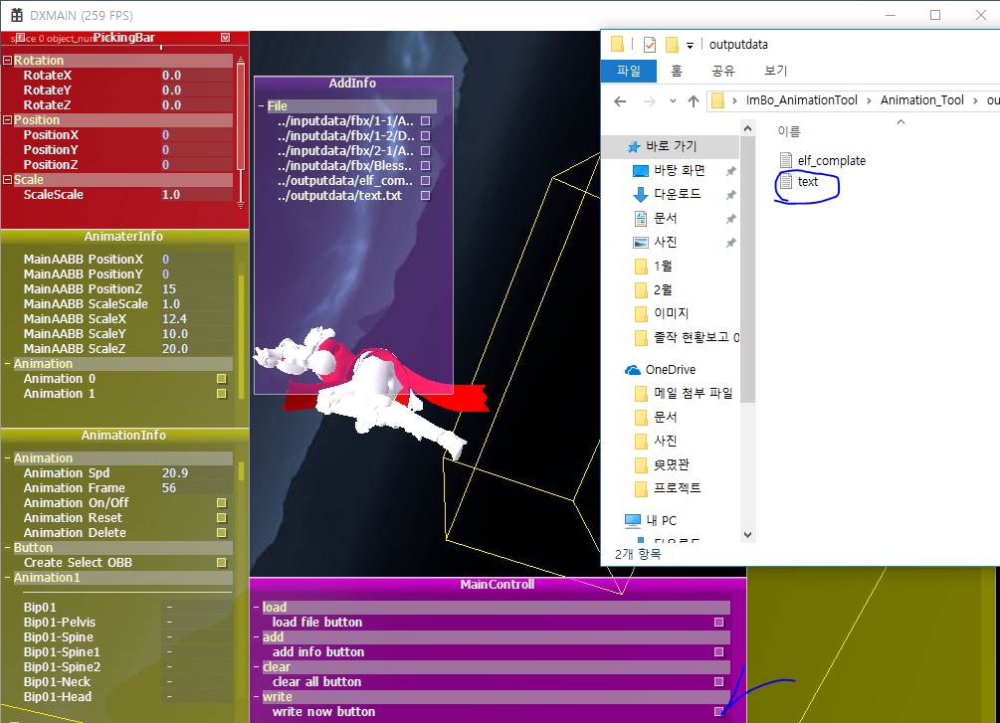 DXMAIN (259 FPS)
PickingBar
Rotation
RotateX 0.0
RotateY 0.0
RotateZ 0.0
Position
PositionX 0
PositionY 0
PositionZ 0
Scale
ScaleScale 1.0
AnimaterInfo
MainAABB PositionX 0
MainAABB PositionY 0
MainAABB PositionZ 15
MainAABB ScaleScale 1.0
MainAABB ScaleX 12.4
MainAABB ScaleY 10.0
MainAABB ScaleZ 20.0
- Animation
Animation 0
Animation 1
AnimationInfo
- Animation
Animation Spd 20.9
Animation Frame 56
Animation On/Off
Animation Reset
Animation Delete
- Button
Create Select OBB
- Animation1
Bip01 -
Bip01-Pelvis -
Bip01-Spine -
Bip01-Spine1 -
Bip01-Spine2 -
Bip01-Neck -
Bip01-Head -
AddInfo
- File
../inputdata/fbx/1-1/A..
../inputdata/fbx/1-2/D..
../inputdata/fbx/2-1/A..
../inputdata/fbx/Bless..
../outputdata/elf_com..
../outputdata/text.txt
MainControll
- load
load file button
- add
add info button
- clear
clear all button
- write
write now button
outputdata
파일 홈 공유 보기
ImBo_AnimationTool > Animation_Tool > ou
바로 가기
바탕 화면
다운로드
문서
사진
1월
2월
이미지
졸작 현황보고 0
OneDrive
메일 첨부 파일
문서
사진
프로젝트
내 PC
다운로드
이름
elf_complate
text
2개 항목